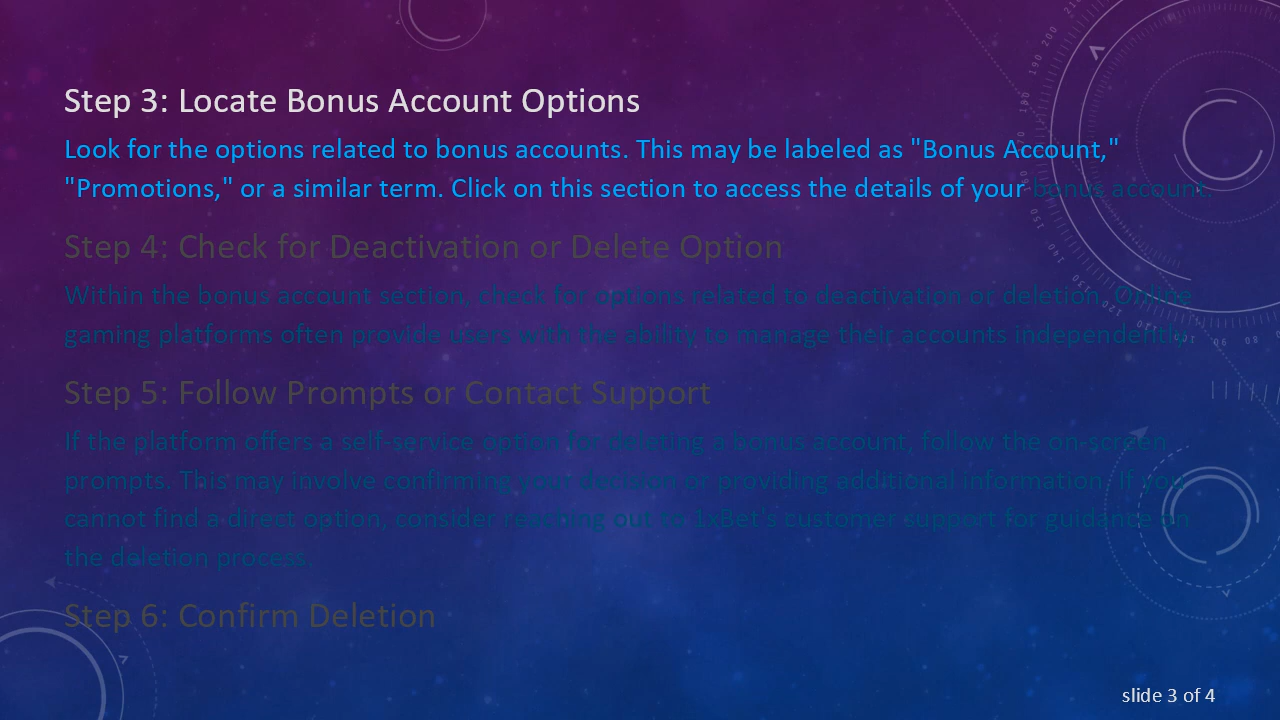 Step 3: Locate Bonus Account Options
Look for the options related to bonus accounts. This may be labeled as "Bonus Account,"
"Promotions," or a similar term. Click on this section to access the details of your bonus account.
Step 4: Check for Deactivation or Delete Option
Within the bonus account section, check for options related to deactivation or deletion. Online
gaming platforms often provide users with the ability to manage their accounts independently.
Step 5: Follow Prompts or Contact Support
If the platform offers a self-service option for deleting a bonus account, follow the on-screen
prompts. This may involve confirming your decision or providing additional information. If you
cannot find a direct option, consider reaching out to 1xBet's customer support for guidance on
the deletion process.
Step 6: Confirm Deletion
slide 3 of 4